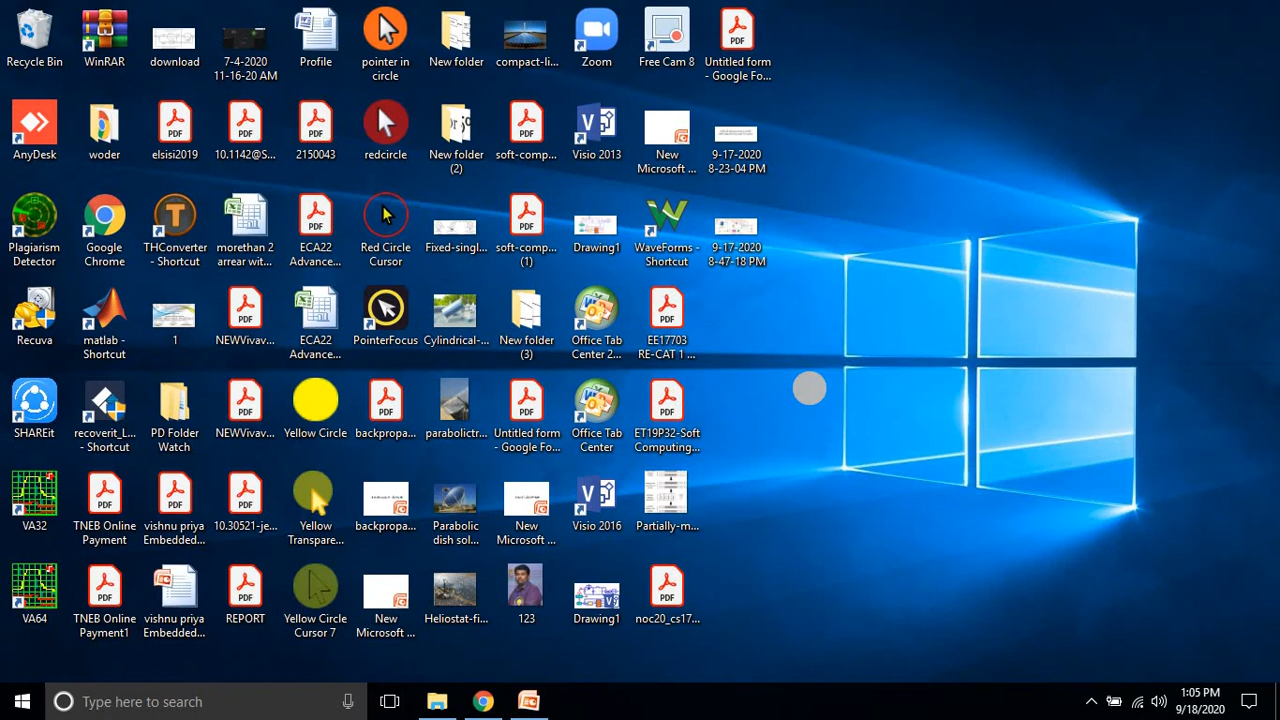 Recycle Bin
WinRAR
download
7-4-2020
11-16-20 AM
Profile
pointer in
circle
New folder
compact-li...
Zoom
Free Cam 8
Untitled form
- Google Fo...
AnyDesk
woder
elsisi2019
10.1142@S...
2150043
redcircle
New folder
(2)
soft-comp...
Visio 2013
New
Microsoft ...
9-17-2020
8-23-04 PM
Plagiarism
Detector
Google
Chrome
THConverter
- Shortcut
morethan 2
arrear wit...
ECA22
Advance...
Red Circle
Cursor
Fixed-singl...
soft-comp...
(1)
Drawing1
WaveForms -
Shortcut
9-17-2020
8-47-18 PM
Recuva
matlab -
Shortcut
1
NEWVivav...
ECA22
Advance...
PointerFocus
Cylindrical-...
New folder
(3)
Office Tab
Center 2...
EE17703
RE-CAT 1 ...
SHAREit
recoverit_L...
- Shortcut
PD Folder
Watch
NEWVivav...
Yellow Circle
backpropa...
parabolictr...
Untitled form
- Google Fo...
Office Tab
Center
ET19P32-Soft
Computing...
VA32
TNEB Online
Payment
vishnu priya
Embedded...
10.30521-je...
Yellow
Transpare...
backpropa...
Parabolic
dish sol...
New
Microsoft ...
Visio 2016
Partially-m...
VA64
TNEB Online
Payment1
vishnu priya
Embedded...
REPORT
Yellow Circle
Cursor 7
New
Microsoft ...
Heliostat-fi...
123
Drawing1
noc20_cs17...
Type here to search
1:05 PM
9/18/2020